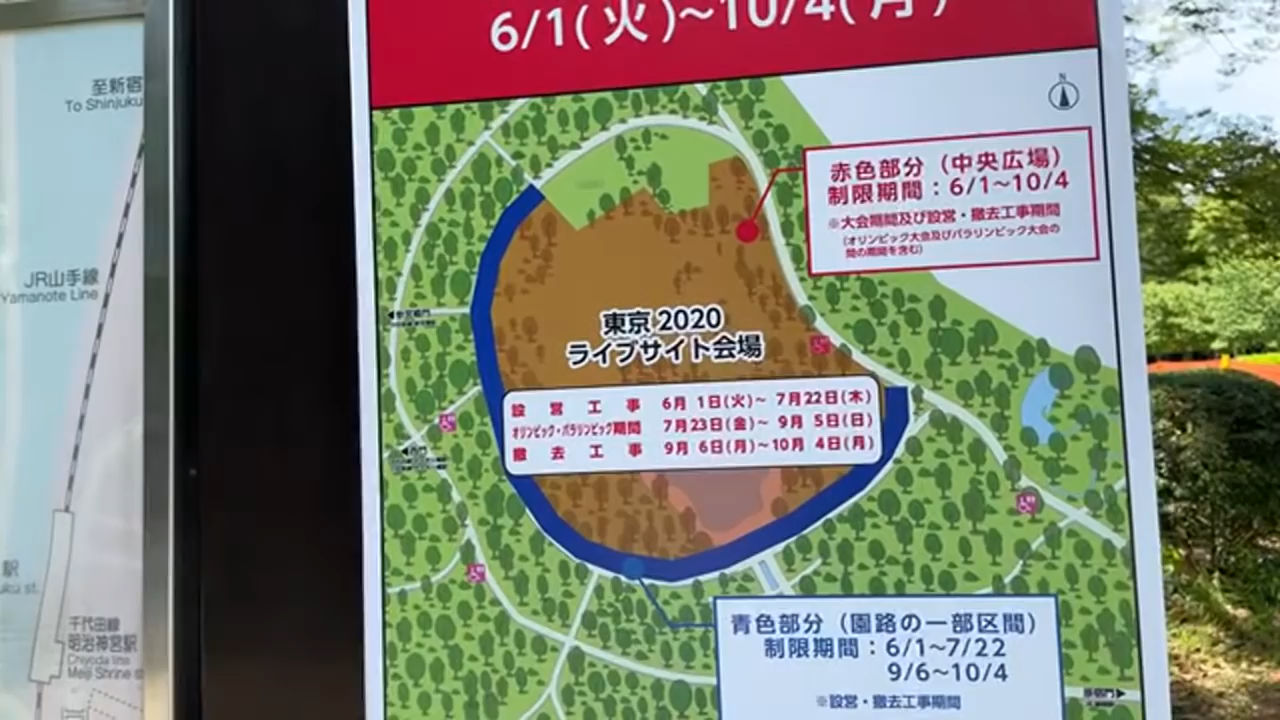 6/1(火)~10/4(月)
至新宿
To Shinjuku
JR山手線
Yamanote Line
駅
千代田線
明治神宮駅
Chiyoda line
Meiji Shrine
N
赤色部分（中央広場）
制限期間：6/1~10/4
※大会期間及び設営・撤去工事期間
(オリンピック大会及びパラリンピック大会の
間の期間を含む)
東京2020
ライブサイト会場
設営工事 6月 1日(火)~ 7月22日(木)
オリンピック・パラリンピック期間 7月23日(金)~ 9月 5日(日)
撤去工事 9月 6日(月)~10月 4日(月)
青色部分（園路の一部区間）
制限期間：6/1~7/22
9/6~10/4
※設営・撤去工事期間